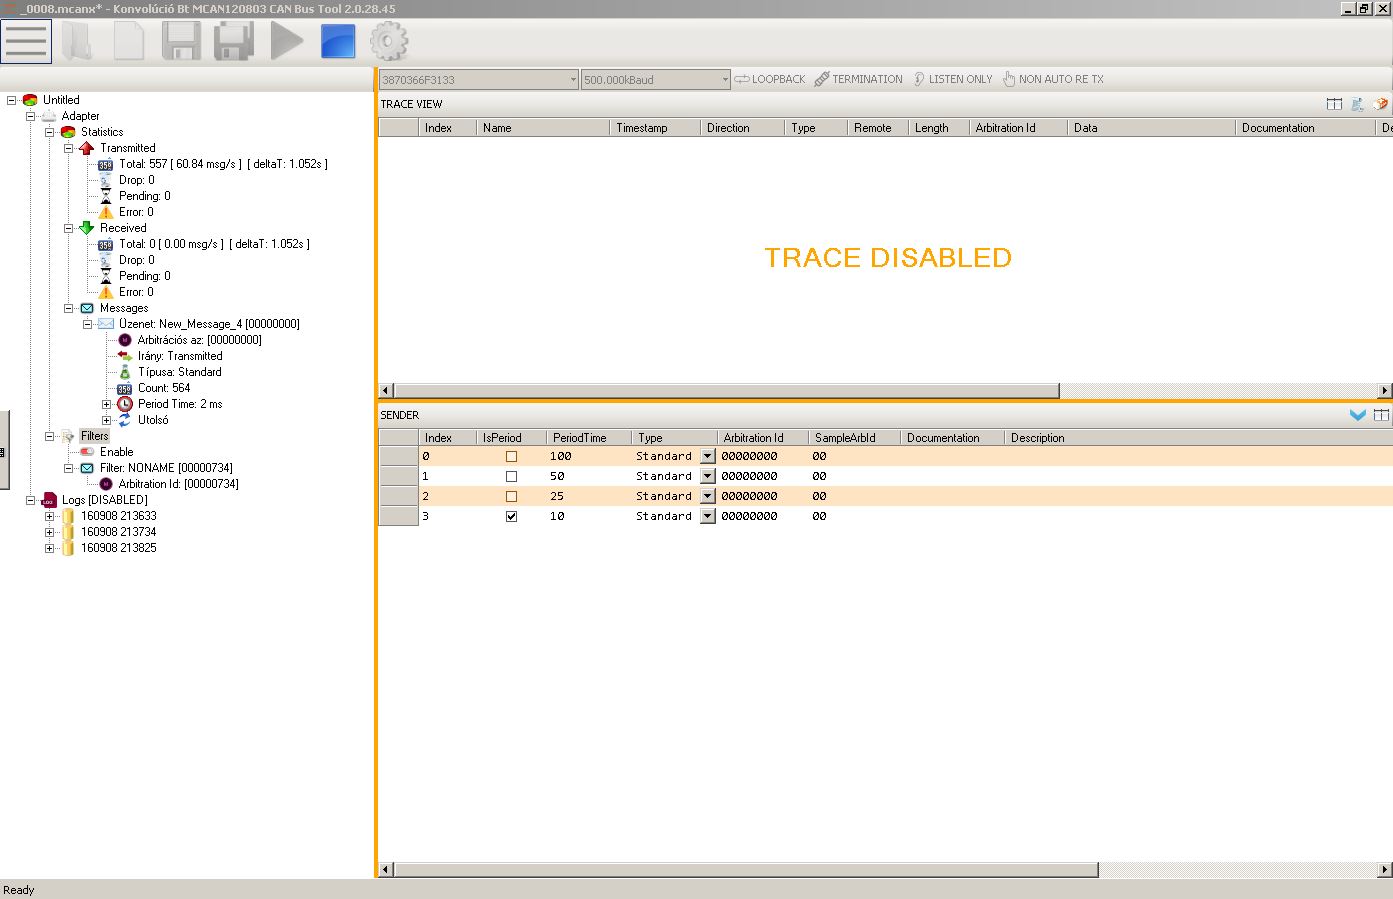 _0008.mcanx* - Konvolúció Bt MCAN120803 CAN Bus Tool 2.0.28.45
3870366F3133
500.000kBaud
LOOPBACK
TERMINATION
LISTEN ONLY
NON AUTO RE TX
Untitled
Adapter
Statistics
Transmitted
Total: 557 [ 60.84 msg/s ] [ deltaT: 1.052s ]
Drop: 0
Pending: 0
Error: 0
Received
Total: 0 [ 0.00 msg/s ] [ deltaT: 1.052s ]
Drop: 0
Pending: 0
Error: 0
Messages
Üzenet: New_Message_4 [00000000]
Arbitrációs az: [00000000]
Irány: Transmitted
Típusa: Standard
Count: 564
Period Time: 2 ms
Utolsó
Filters
Enable
Filter: NONAME [00000734]
Arbitration Id: [00000734]
Logs [DISABLED]
160908 213633
160908 213734
160908 213825
TRACE VIEW
Index Name Timestamp Direction Type Remote Length Arbitration Id Data Documentation De
TRACE DISABLED
SENDER
Index IsPeriod PeriodTime Type Arbitration Id SampleArbId Documentation Description
0 100 Standard 00000000 00
1 50 Standard 00000000 00
2 25 Standard 00000000 00
3 10 Standard 00000000 00
Ready